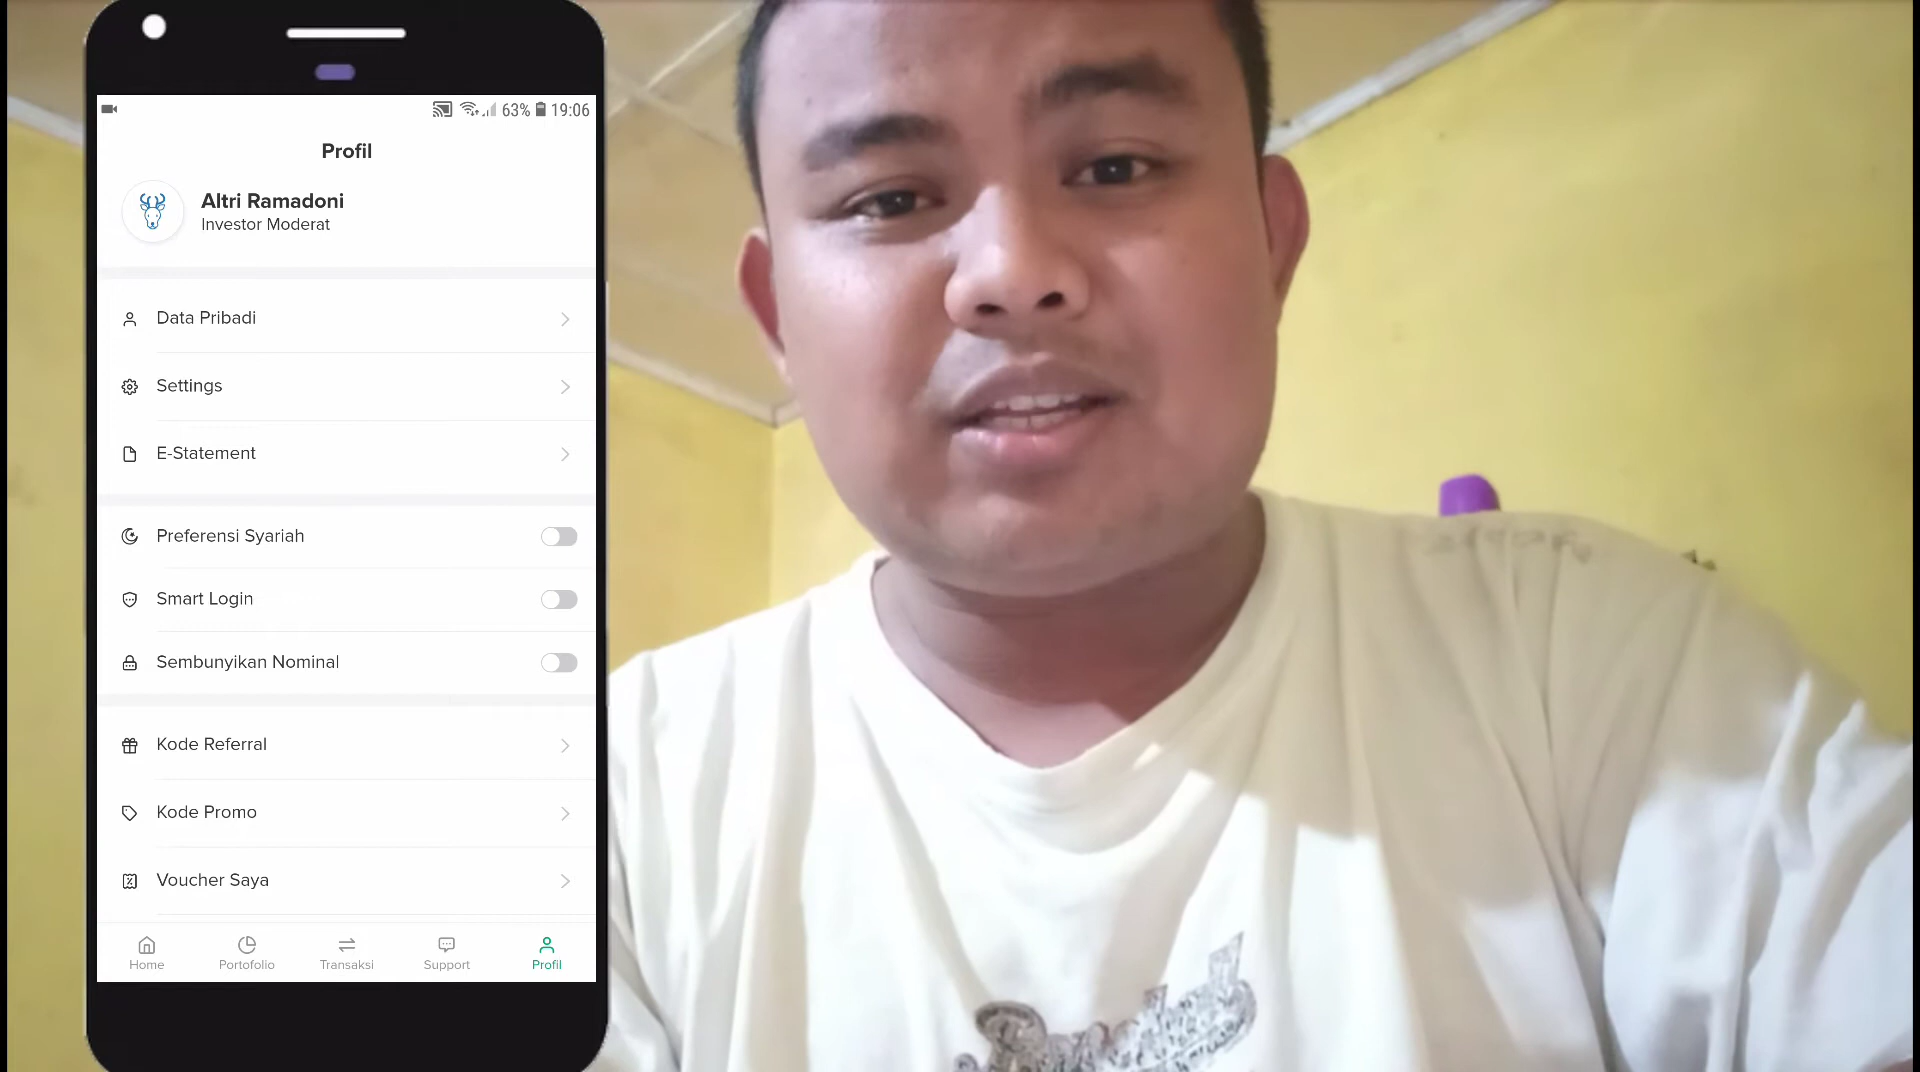 63% 19:06
Profil
Altri Ramadoni
Investor Moderat
Data Pribadi
Settings
E-Statement
Preferensi Syariah
Smart Login
Sembunyikan Nominal
Kode Referral
Kode Promo
Voucher Saya
Home Portofolio Transaksi Support Profil